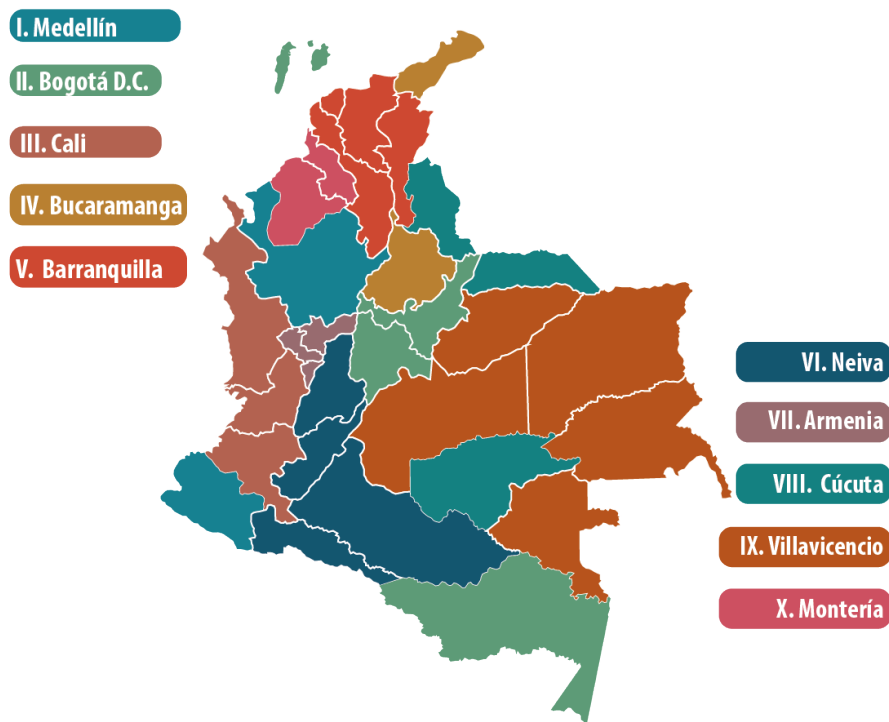 I. Medellín
II. Bogotá D.C.
III. Cali
IV. Bucaramanga
V. Barranquilla
VI. Neiva
VII. Armenia
VIII. Cúcuta
IX. Villavicencio
X. Montería